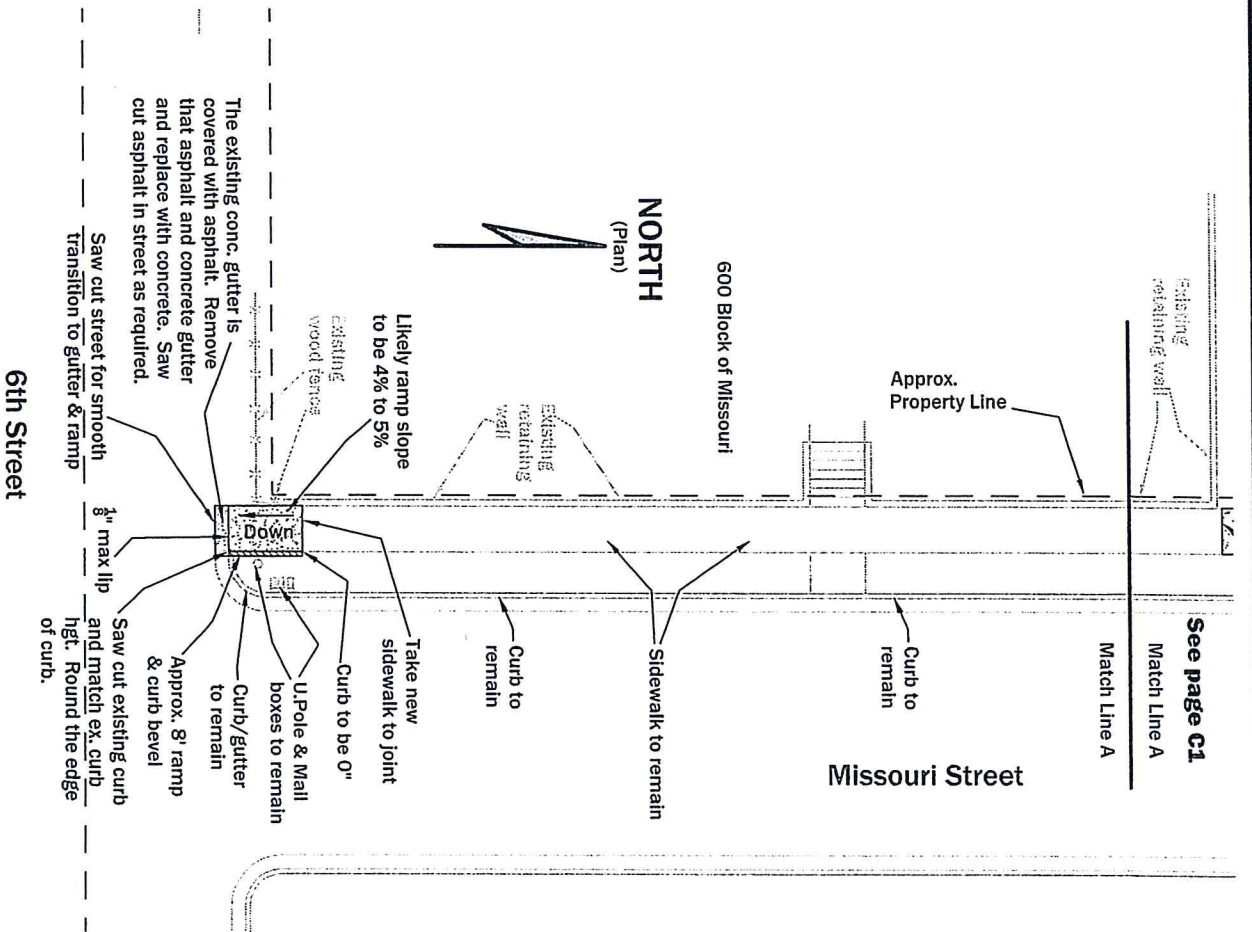 See page C1
Match Line A
Match Line A
Existing
retaining wall
Approx.
Property Line
Curb to
remain
Missouri Street
600 Block of Missouri
Sidewalk to remain
NORTH
(Plan)
Existing
retaining
wall
Curb to
remain
Likely ramp slope
to be 4% to 5%
Existing
wood fence
Take new
sidewalk to joint
Curb to be 0"
U.Pole & Mail
boxes to remain
Curb/gutter
to remain
Approx. 8' ramp
& curb bevel
Down
The existing conc. gutter is
covered with asphalt. Remove
that asphalt and concrete gutter
and replace with concrete. Saw
cut asphalt in street as required.
Saw cut street for smooth
transition to gutter & ramp
⅛" max lip
Saw cut existing curb
and match ex. curb
hgt. Round the edge
of curb.
6th Street